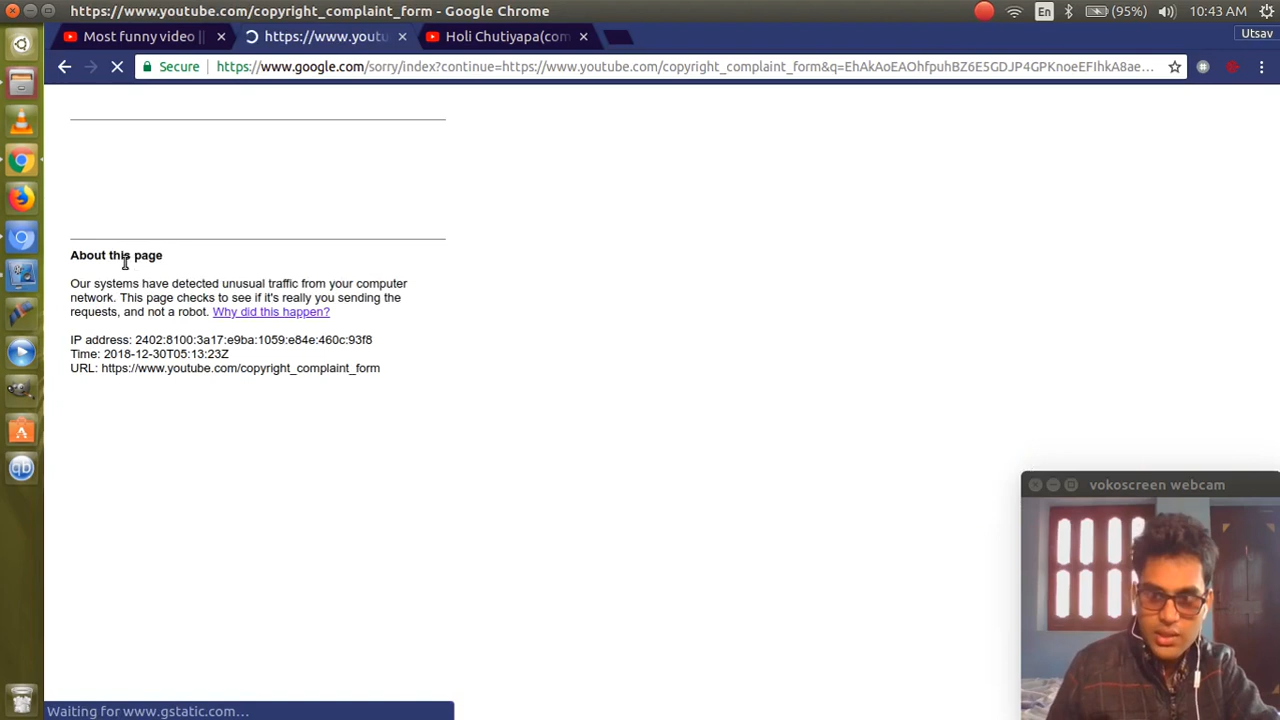 https://www.youtube.com/copyright_complaint_form - Google Chrome
En
(95%)
10:43 AM
Most funny video ||
https://www.youtu
Holi Chutiyapa(com
Utsav
Secure
https://www.google.com/sorry/index?continue=https://www.youtube.com/copyright_complaint_form&q=EhAkAoEAOhfpuhBZ6E5GDJP4GPKnoeEFIhkA8ae...
About this page
Our systems have detected unusual traffic from your computer
network. This page checks to see if it's really you sending the
requests, and not a robot. Why did this happen?
IP address: 2402:8100:3a17:e9ba:1059:e84e:460c:93f8
Time: 2018-12-30T05:13:23Z
URL: https://www.youtube.com/copyright_complaint_form
vokoscreen webcam
Waiting for www.gstatic.com...
A
qb